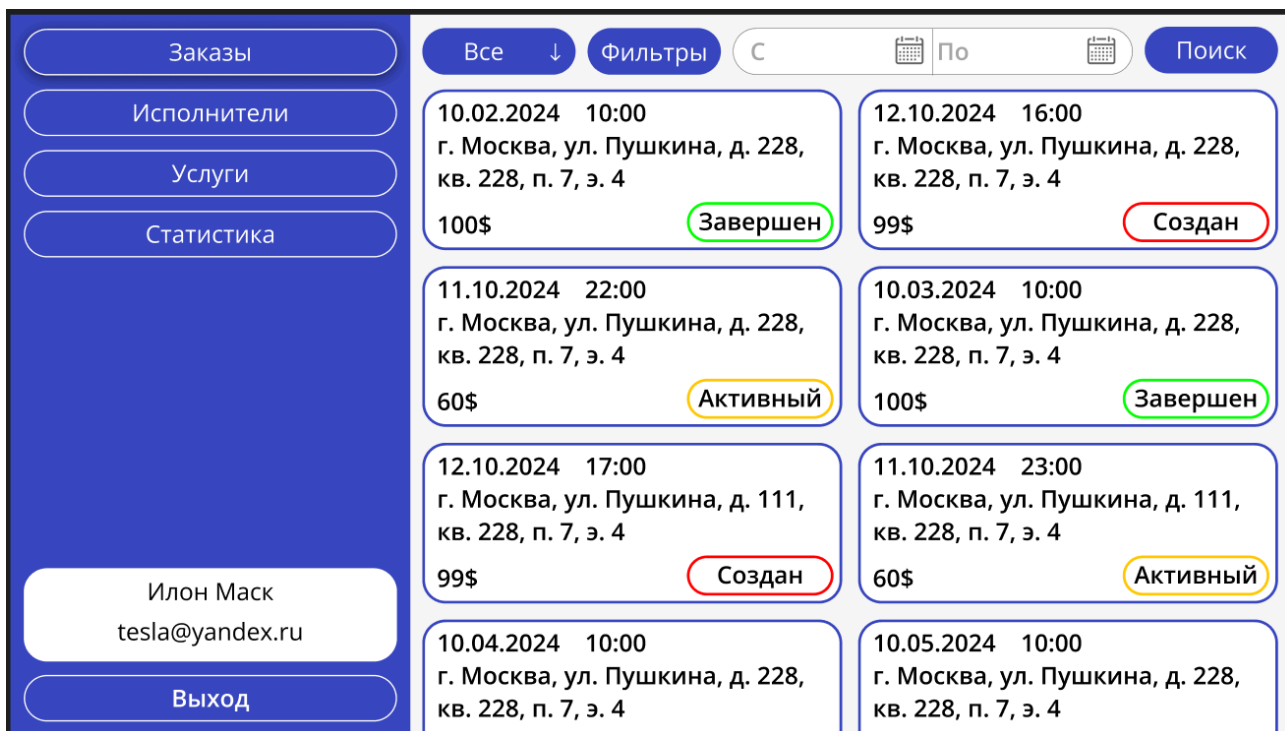 Заказы
Исполнители
Услуги
Статистика
Илон Маск
tesla@yandex.ru
Выход
Все ↓ Фильтры С По Поиск
10.02.2024 10:00
г. Москва, ул. Пушкина, д. 228,
кв. 228, п. 7, э. 4
100$ Завершен
12.10.2024 16:00
г. Москва, ул. Пушкина, д. 228,
кв. 228, п. 7, э. 4
99$ Создан
11.10.2024 22:00
г. Москва, ул. Пушкина, д. 228,
кв. 228, п. 7, э. 4
60$ Активный
10.03.2024 10:00
г. Москва, ул. Пушкина, д. 228,
кв. 228, п. 7, э. 4
100$ Завершен
12.10.2024 17:00
г. Москва, ул. Пушкина, д. 111,
кв. 228, п. 7, э. 4
99$ Создан
11.10.2024 23:00
г. Москва, ул. Пушкина, д. 111,
кв. 228, п. 7, э. 4
60$ Активный
10.04.2024 10:00
г. Москва, ул. Пушкина, д. 228,
кв. 228, п. 7, э. 4
10.05.2024 10:00
г. Москва, ул. Пушкина, д. 228,
кв. 228, п. 7, э. 4